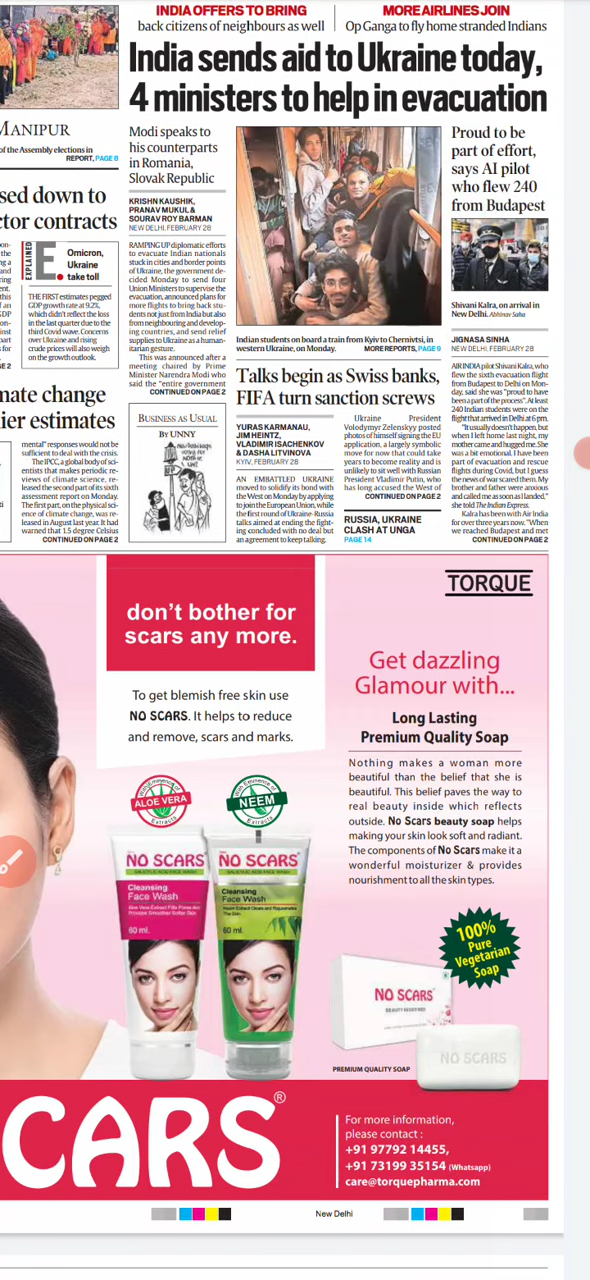 INDIA OFFERS TO BRING
back citizens of neighbours as well
MORE AIRLINES JOIN
Op Ganga to fly home stranded Indians
India sends aid to Ukraine today,
4 ministers to help in evacuation
MANIPUR
of the Assembly elections in
REPORT, PAGE 8
sed down to
ctor contracts
EXPLAINED
E.
Omicron,
Ukraine
take toll
THE FIRST estimates pegged
GDP growth rate at 9.2%,
which didn't reflect the loss
in the last quarter due to the
third Covid wave. Concerns
over Ukraine and rising
crude prices will also weigh
on the growth outlook.
mate change
ier estimates
mental" responses would not be
sufficient to deal with the crisis.
The IPCC, a global body of sci-
entists that makes periodic re-
views of climate science, re-
leased the second part of its sixth
assessment report on Monday.
The first part, on the physical sci-
ence of climate change, was re-
leased in August last year. It had
warned that 1.5 degree Celsius
CONTINUED ON PAGE 2
Modi speaks to
his counterparts
in Romania,
Slovak Republic
KRISHN KAUSHIK,
PRANAV MUKUL &
SOURAV ROY BARMAN
NEW DELHI, FEBRUARY 28
RAMPING UP diplomatic efforts
to evacuate Indian nationals
stuck in cities and border points
of Ukraine, the government de-
cided Monday to send four
Union Ministers to supervise the
evacuation, announced plans for
more flights to bring back stu-
dents not just from India but also
from neighbouring and develop-
ing countries, and send relief
supplies to Ukraine as a human-
itarian gesture.
This was announced after a
meeting chaired by Prime
Minister Narendra Modi who
said the "entire government
CONTINUED ON PAGE 2
BUSINESS AS USUAL
BY UNNY
UP
Indian students on board a train from Kyiv to Chernivtsi, in
western Ukraine, on Monday. MORE REPORTS, PAGE 9
Talks begin as Swiss banks,
FIFA turn sanction screws
YURAS KARMANAU,
JIM HEINTZ,
VLADIMIR ISACHENKOV
& DASHA LITVINOVA
KYIV, FEBRUARY 28
AN EMBATTLED UKRAINE
moved to solidify its bond with
the West on Monday by applying
to join the European Union, while
the first round of Ukraine-Russia
talks aimed at ending the fight-
ing concluded with no deal but
an agreement to keep talking.
Ukraine President
Volodymyr Zelenskyy posted
photos of himself signing the EU
application, a largely symbolic
move for now that could take
years to become reality and is
unlikely to sit well with Russian
President Vladimir Putin, who
has long accused the West of
CONTINUED ON PAGE 2
RUSSIA, UKRAINE
CLASH AT UNGA
PAGE 14
Proud to be
part of effort,
says AI pilot
who flew 240
from Budapest
Shivani Kalra, on arrival in
New Delhi. Abhinav Saha
JIGNASA SINHA
NEW DELHI, FEBRUARY 28
AIR INDIA pilot Shivani Kalra, who
flew the sixth evacuation flight
from Budapest to Delhi on Mon-
day, said she was "proud to have
been a part of the process". At least
240 Indian students were on the
flight that arrived in Delhi at 6 pm.
"It usually doesn't happen, but
when I left home last night, my
mother came and hugged me. She
was a bit emotional. I have been
part of evacuation and rescue
flights during Covid, but I guess
the news of war scared them. My
brother and father were anxious
and called me as soon as I landed,"
she told The Indian Express.
Kalra has been with Air India
for over three years now. "When
we reached Budapest and met
CONTINUED ON PAGE 2
TORQUE
don't bother for
scars any more.
To get blemish free skin use
NO SCARS. It helps to reduce
and remove, scars and marks.
Get dazzling
Glamour with...
Long Lasting
Premium Quality Soap
Nothing makes a woman more
beautiful than the belief that she is
beautiful. This belief paves the way to
real beauty inside which reflects
outside. No Scars beauty soap helps
making your skin look soft and radiant.
The components of No Scars make it a
wonderful moisturizer & provides
nourishment to all the skin types.
ALOE VERA
Extracts
NEEM
Extracts
NO SCARS
SALICYLIC ACID FACE WASH
Cleansing
Face Wash
60 ml.
NO SCARS
SALICYLIC ACID FACE WASH
Cleansing
Face Wash
60 ml.
100%
Pure
Vegetarian
Soap
NO SCARS
NO SCARS
PREMIUM QUALITY SOAP
CARS®
For more information,
please contact :
+91 97792 14455,
+91 73199 35154 (Whatsapp)
care@torquepharma.com
New Delhi